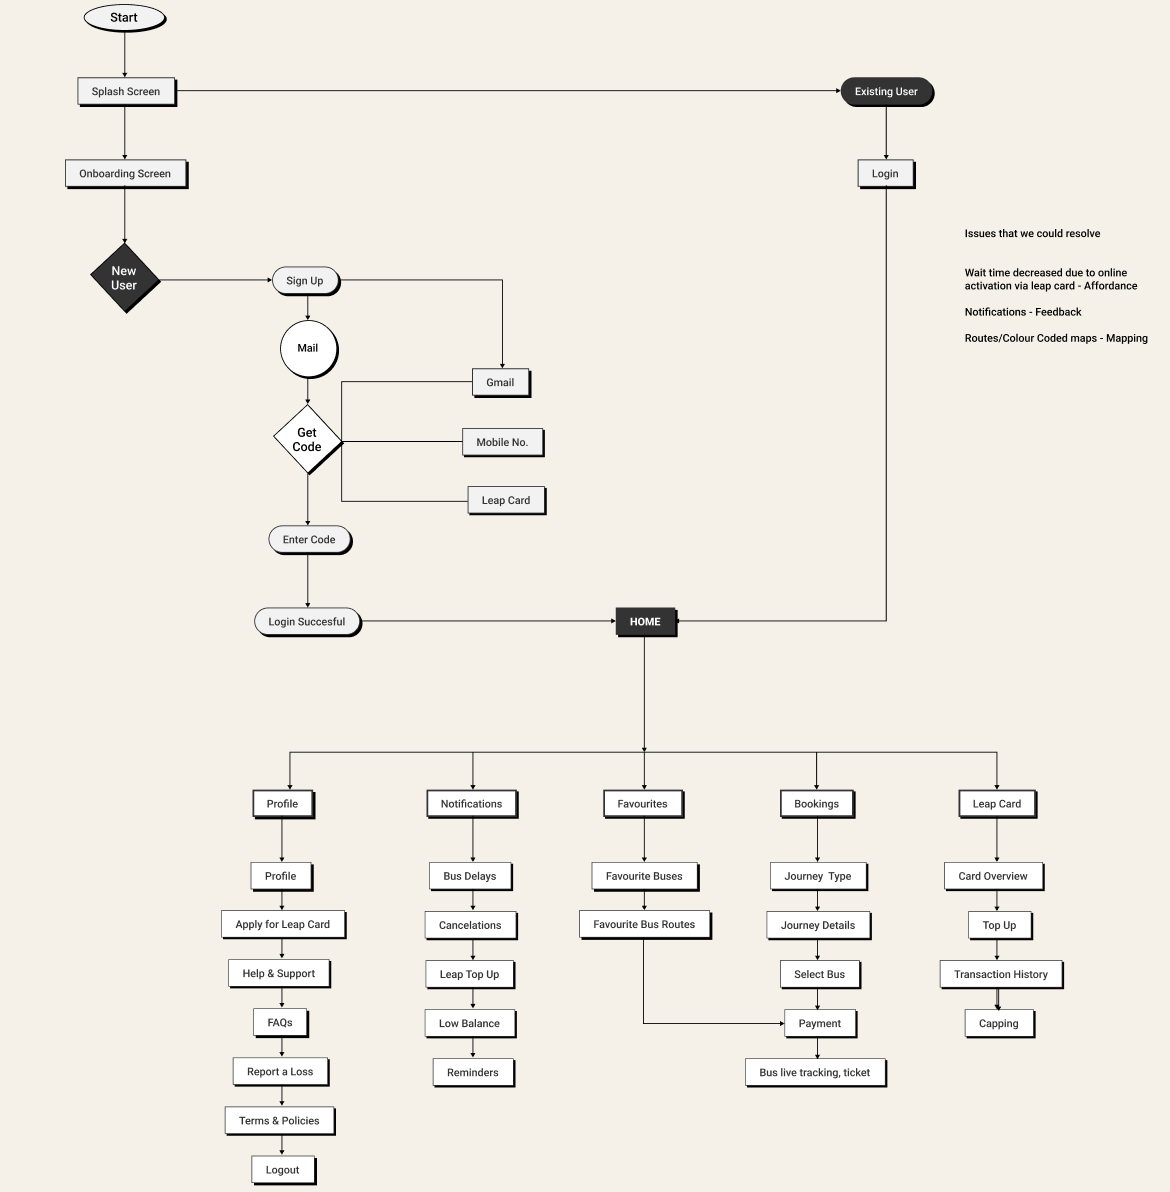 Start
Splash Screen
Existing User
Onboarding Screen
Login
Issues that we could resolve
New
User
Sign Up
Wait time decreased due to online
activation via leap card - Affordance
Notifications - Feedback
Routes/Colour Coded maps - Mapping
Mail
Gmail
Get
Code
Mobile No.
Leap Card
Enter Code
Login Succesful
HOME
Profile
Notifications
Favourites
Bookings
Leap Card
Profile
Bus Delays
Favourite Buses
Journey  Type
Card Overview
Apply for Leap Card
Cancelations
Favourite Bus Routes
Journey Details
Top Up
Help & Support
Leap Top Up
Select Bus
Transaction History
FAQs
Low Balance
Payment
Capping
Report a Loss
Reminders
Bus live tracking, ticket
Terms & Policies
Logout